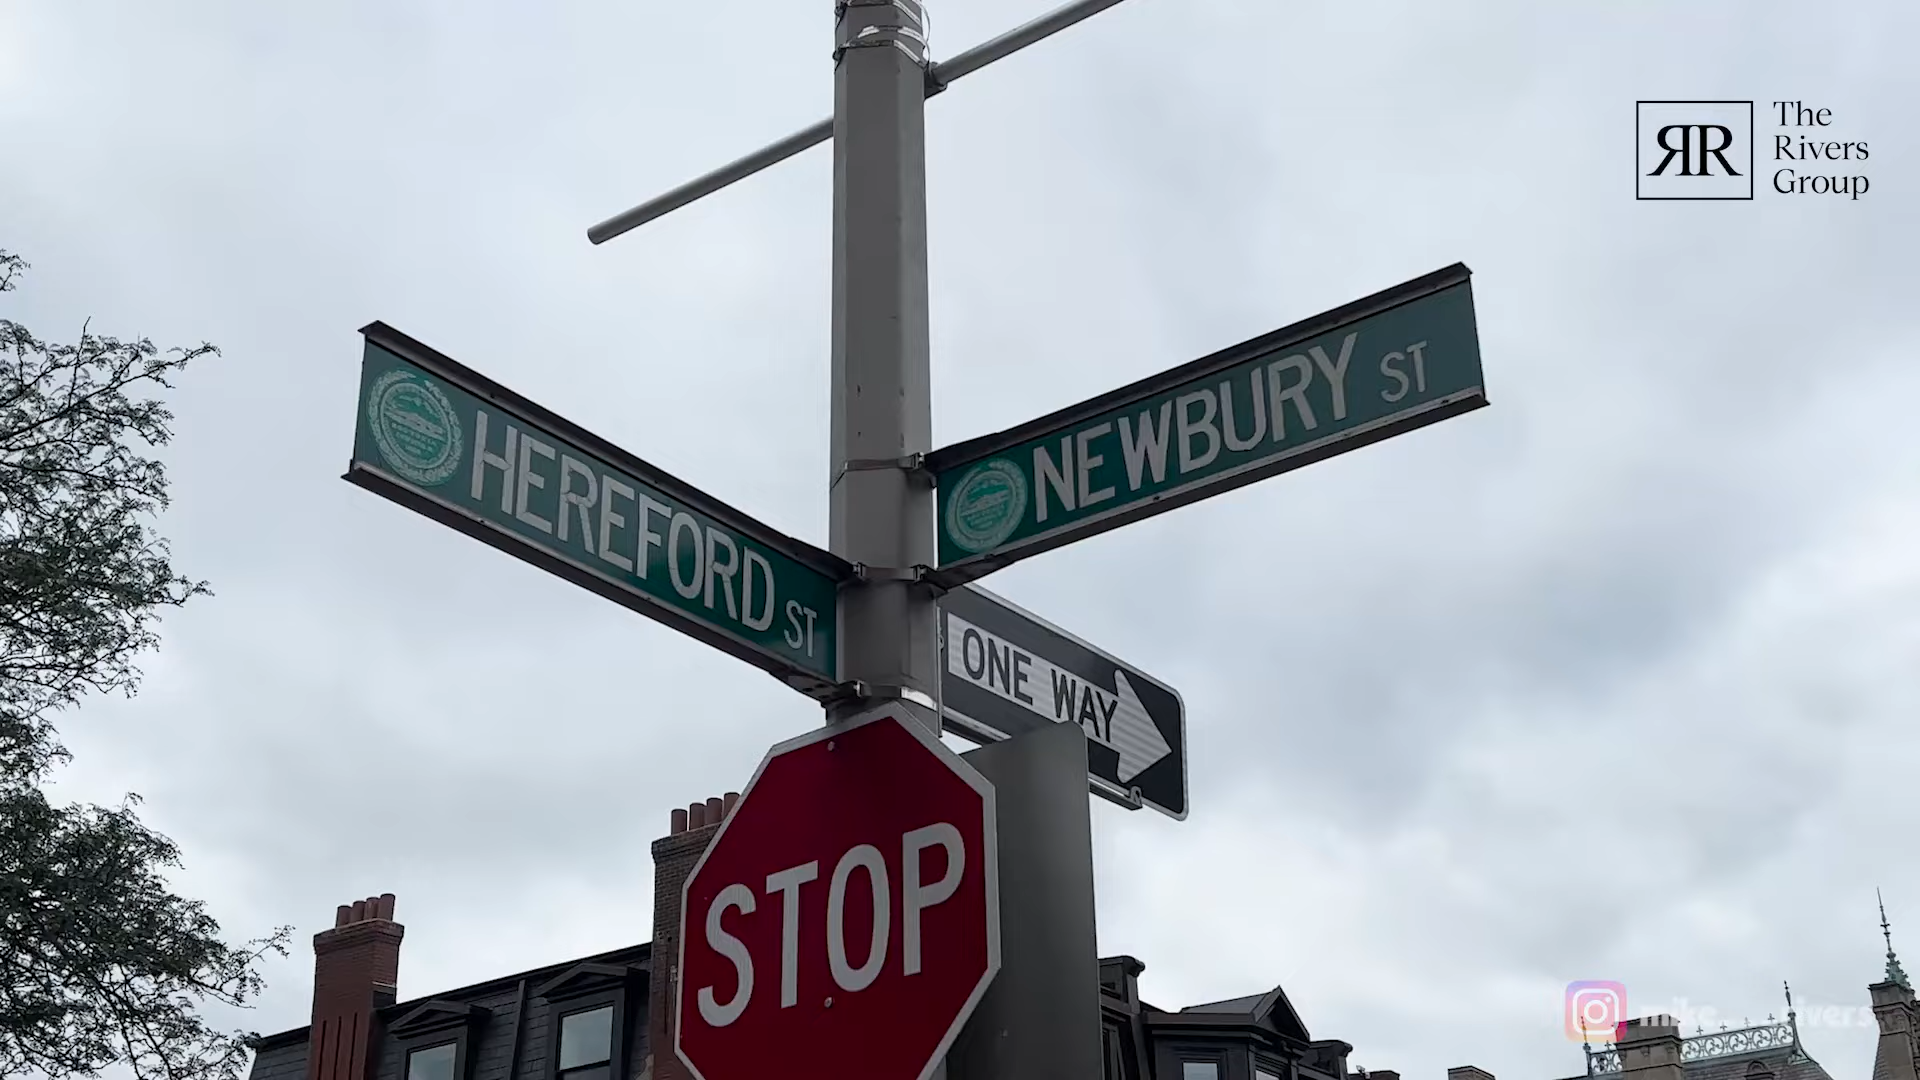 The
Rivers
Group
RR
HEREFORD ST
NEWBURY ST
ONE WAY
STOP